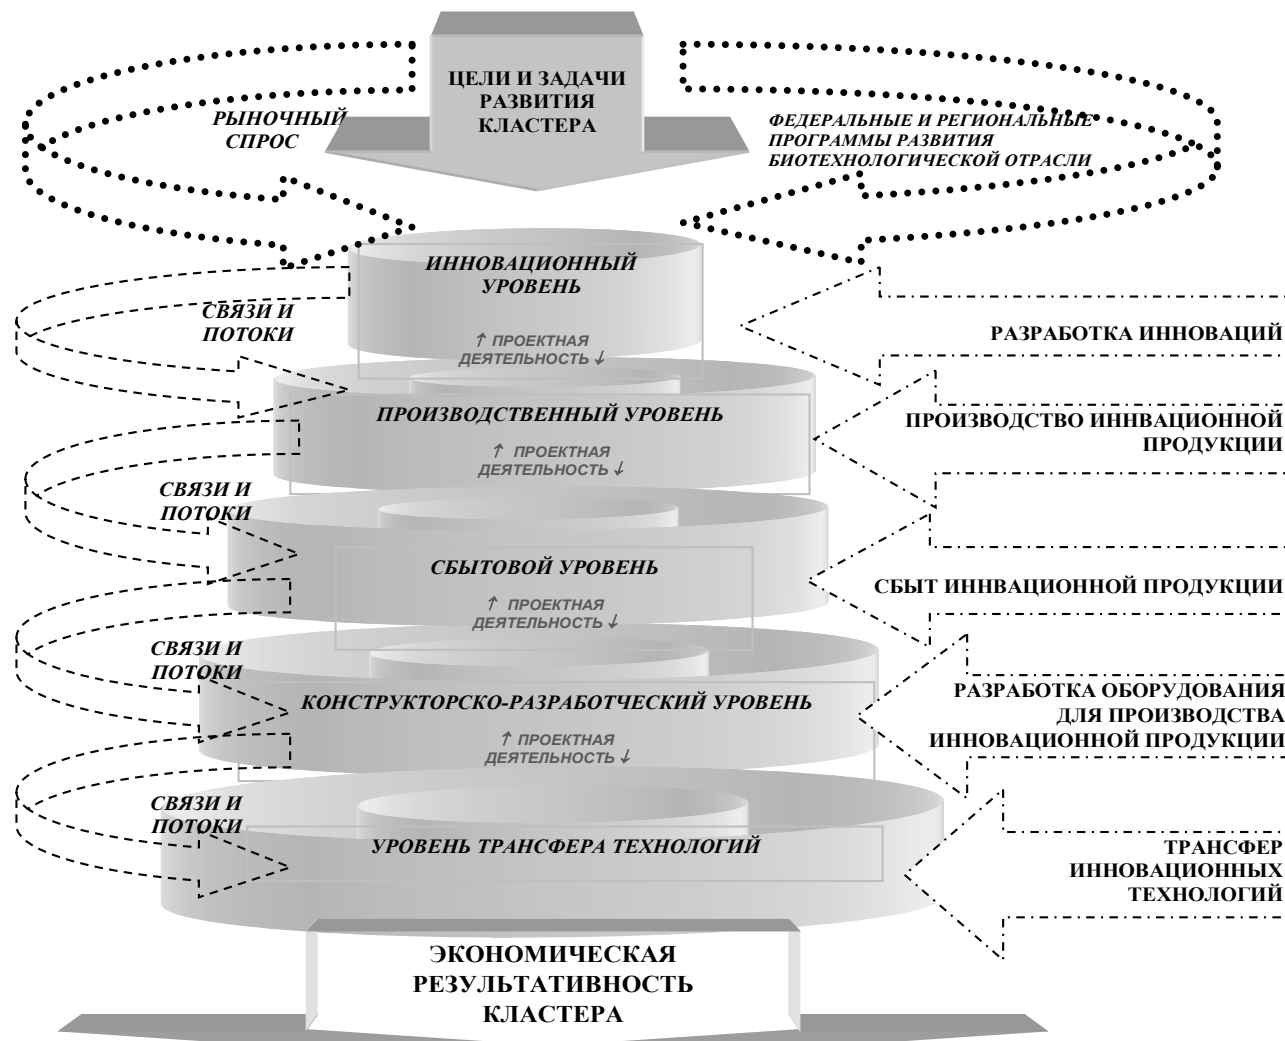 ЦЕЛИ И ЗАДАЧИ
РАЗВИТИЯ
КЛАСТЕРА
РЫНОЧНЫЙ
СПРОС
ФЕДЕРАЛЬНЫЕ И РЕГИОНАЛЬНЫЕ
ПРОГРАММЫ РАЗВИТИЯ
БИОТЕХНОЛОГИЧЕСКОЙ ОТРАСЛИ
ИННОВАЦИОННЫЙ
УРОВЕНЬ
↑ ПРОЕКТНАЯ
ДЕЯТЕЛЬНОСТЬ ↓
СВЯЗИ И
ПОТОКИ
РАЗРАБОТКА ИННОВАЦИЙ
ПРОИЗВОДСТВЕННЫЙ УРОВЕНЬ
↑ ПРОЕКТНАЯ
ДЕЯТЕЛЬНОСТЬ ↓
ПРОИЗВОДСТВО ИННВАЦИОННОЙ
ПРОДУКЦИИ
СВЯЗИ И
ПОТОКИ
СБЫТОВОЙ УРОВЕНЬ
↑ ПРОЕКТНАЯ
ДЕЯТЕЛЬНОСТЬ ↓
СБЫТ ИННВАЦИОННОЙ ПРОДУКЦИИ
СВЯЗИ И
ПОТОКИ
КОНСТРУКТОРСКО-РАЗРАБОТЧЕСКИЙ УРОВЕНЬ
↑ ПРОЕКТНАЯ
ДЕЯТЕЛЬНОСТЬ ↓
РАЗРАБОТКА ОБОРУДОВАНИЯ
ДЛЯ ПРОИЗВОДСТВА
ИННОВАЦИОННОЙ ПРОДУКЦИИ
СВЯЗИ И
ПОТОКИ
УРОВЕНЬ ТРАНСФЕРА ТЕХНОЛОГИЙ
ТРАНСФЕР
ИННОВАЦИОННЫХ
ТЕХНОЛОГИЙ
ЭКОНОМИЧЕСКАЯ
РЕЗУЛЬТАТИВНОСТЬ
КЛАСТЕРА